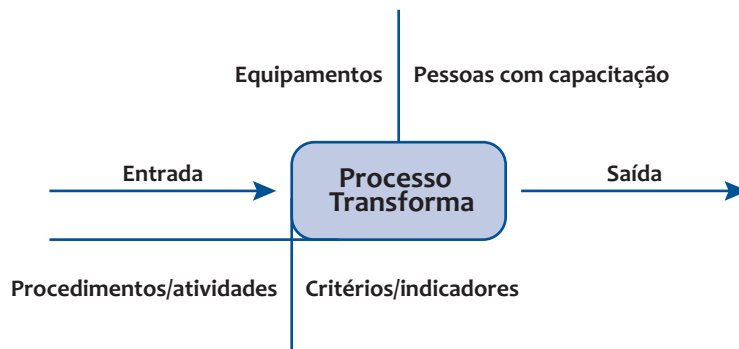 Equipamentos
Pessoas com capacitação
Entrada
Processo
Transforma
Saída
Procedimentos/atividades
Critérios/indicadores